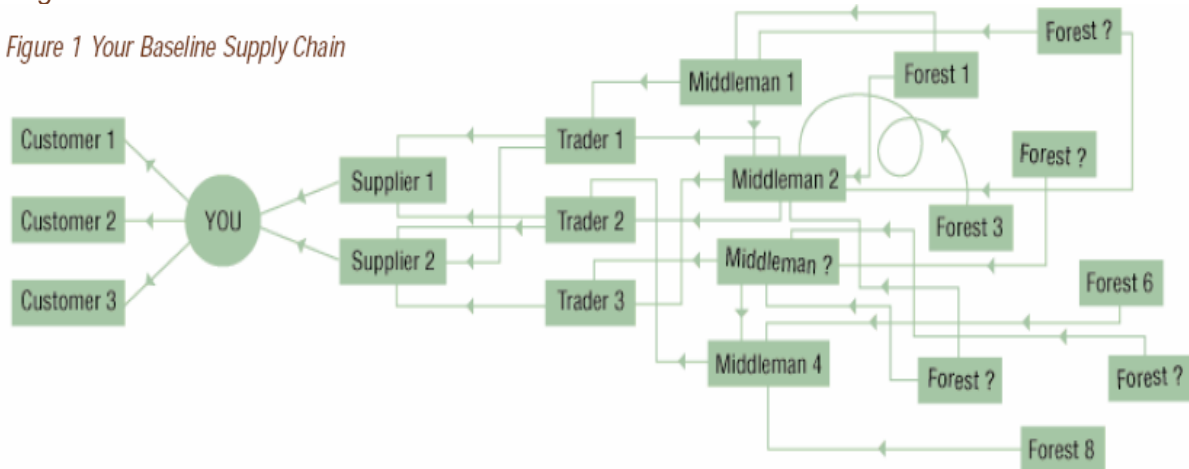 Figure 1 Your Baseline Supply Chain
Customer 1
Customer 2
Customer 3
YOU
Supplier 1
Supplier 2
Trader 1
Trader 2
Trader 3
Middleman 1
Middleman 2
Middleman ?
Middleman 4
Forest ?
Forest 1
Forest ?
Forest 3
Forest 6
Forest ?
Forest ?
Forest 8